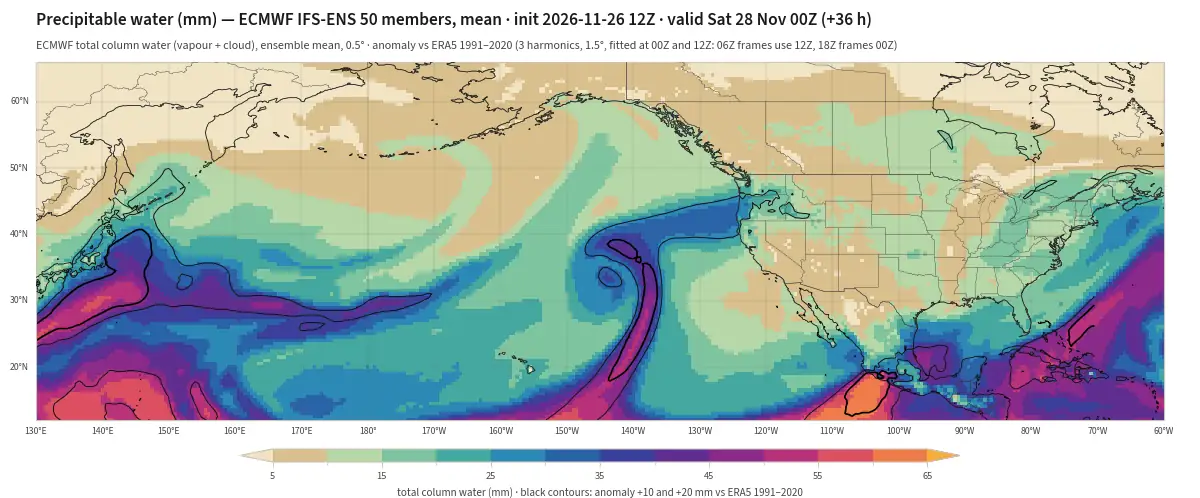 Precipitable water (mm) — ECMWF IFS-ENS 50 members, mean · init 2026-11-26 12Z · valid Sat 28 Nov 00Z (+36 h)
ECMWF total column water (vapour + cloud), ensemble mean, 0.5° · anomaly vs ERA5 1991–2020 (3 harmonics, 1.5°, fitted at 00Z and 12Z: 06Z frames use 12Z, 18Z frames 00Z)
60°N
50°N
40°N
30°N
20°N
130°E 140°E 150°E 160°E 170°E 180° 170°W 160°W 150°W 140°W 130°W 120°W 110°W 100°W 90°W 80°W 70°W 60°W
5 15 25 35 45 55 65
total column water (mm) · black contours: anomaly +10 and +20 mm vs ERA5 1991–2020